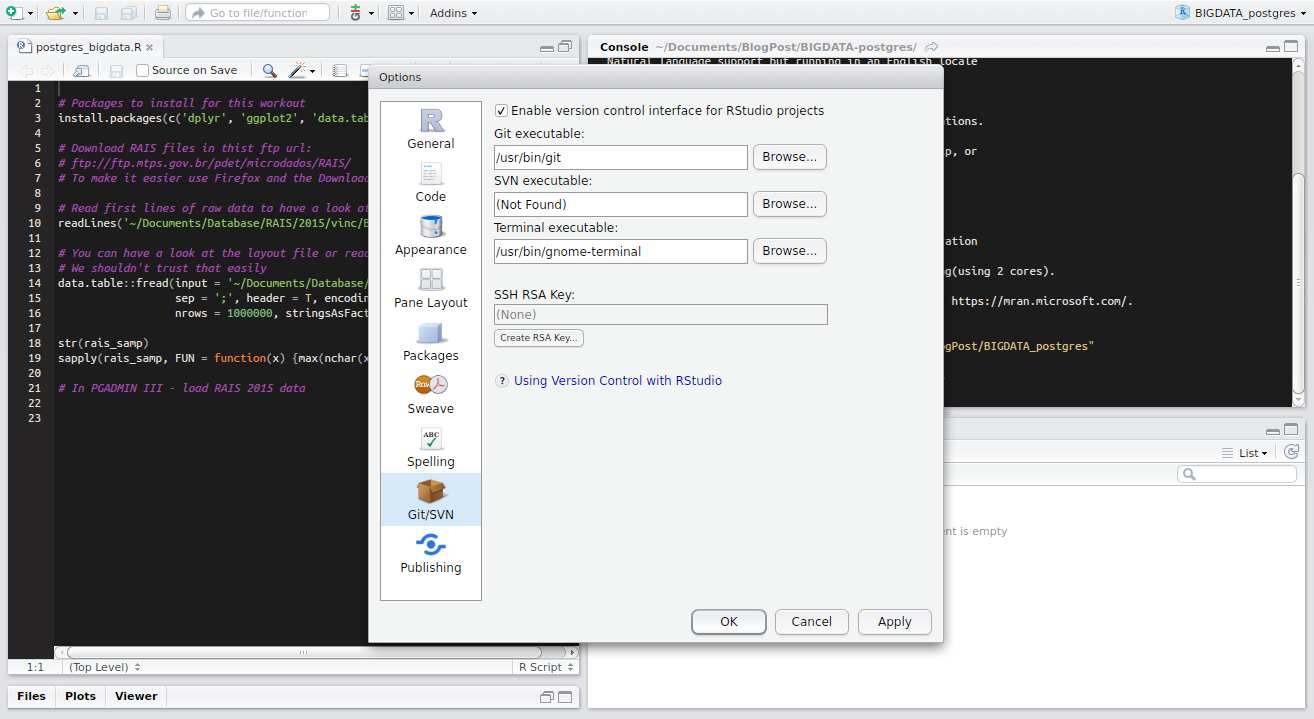 Go to file/function
Addins
BIGDATA_postgres
postgres_bigdata.R
Source on Save
1
2 # Packages to install for this workout
3 install.packages(c('dplyr', 'ggplot2', 'data.tab
4
5 # Download RAIS files in thist ftp url:
6 # ftp://ftp.mtps.gov.br/pdet/microdados/RAIS/
7 # To make it easier use Firefox and the Download
8
9 # Read first lines of raw data to have a look at
10 readLines('~/Documents/Database/RAIS/2015/vinc/E
11
12 # You can have a look at the layout file or read
13 # We shouldn't trust that easily
14 data.table::fread(input = '~/Documents/Database/
15 sep = ';', header = T, encodin
16 nrows = 1000000, stringsAsFact
17
18 str(rais_samp)
19 sapply(rais_samp, FUN = function(x) {max(nchar(x
20
21 # In PGADMIN III - load RAIS 2015 data
22
23
1:1
(Top Level)
R Script
Files
Plots
Viewer
Console ~/Documents/BlogPost/BIGDATA-postgres/
Natural language support but running in an English locale
tions.
p, or
ation
g(using 2 cores).
https://mran.microsoft.com/.
ogPost/BIGDATA_postgres"
List
nt is empty
Options
General
Code
Appearance
Pane Layout
Packages
Rnw
Sweave
ABC
Spelling
Git/SVN
Publishing
Enable version control interface for RStudio projects
Git executable:
/usr/bin/git
Browse...
SVN executable:
(Not Found)
Browse...
Terminal executable:
/usr/bin/gnome-terminal
Browse...
SSH RSA Key:
(None)
Create RSA Key...
? Using Version Control with RStudio
OK
Cancel
Apply